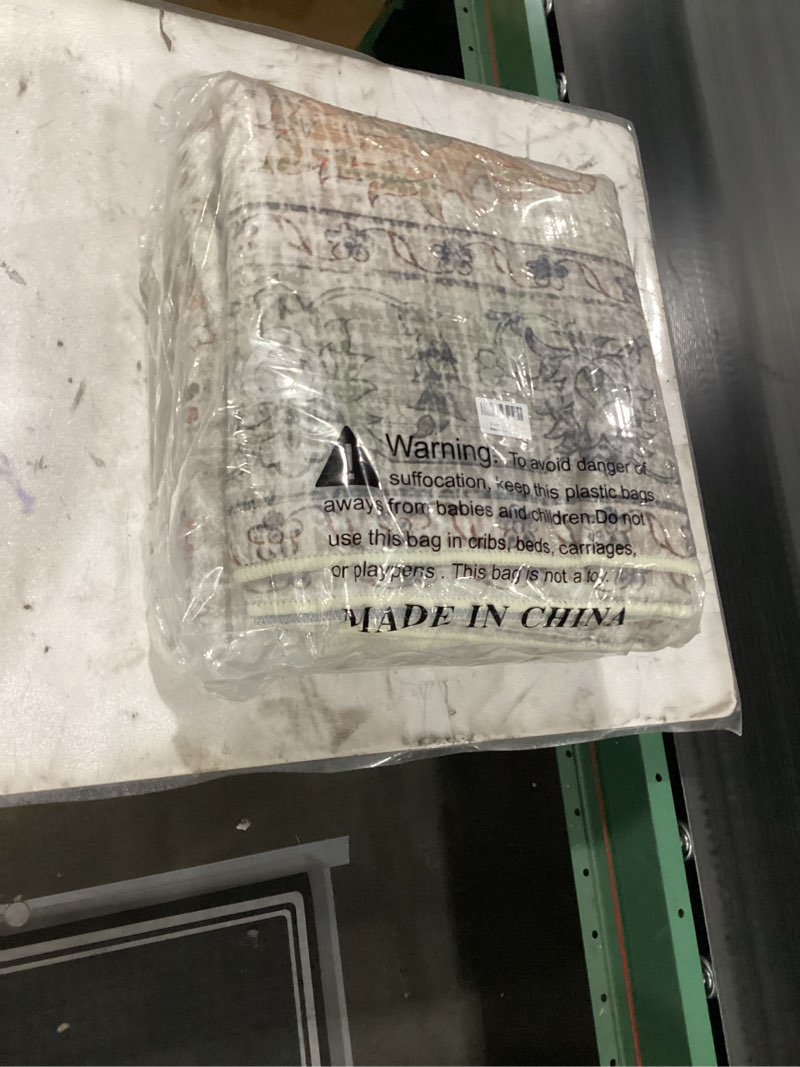 Warning: To avoid danger of
suffocation, keep this plastic bags
aways from babies and children.Do not
use this bag in cribs, beds, carriages,
or playpens . This bag is not a toy.
MADE IN CHINA